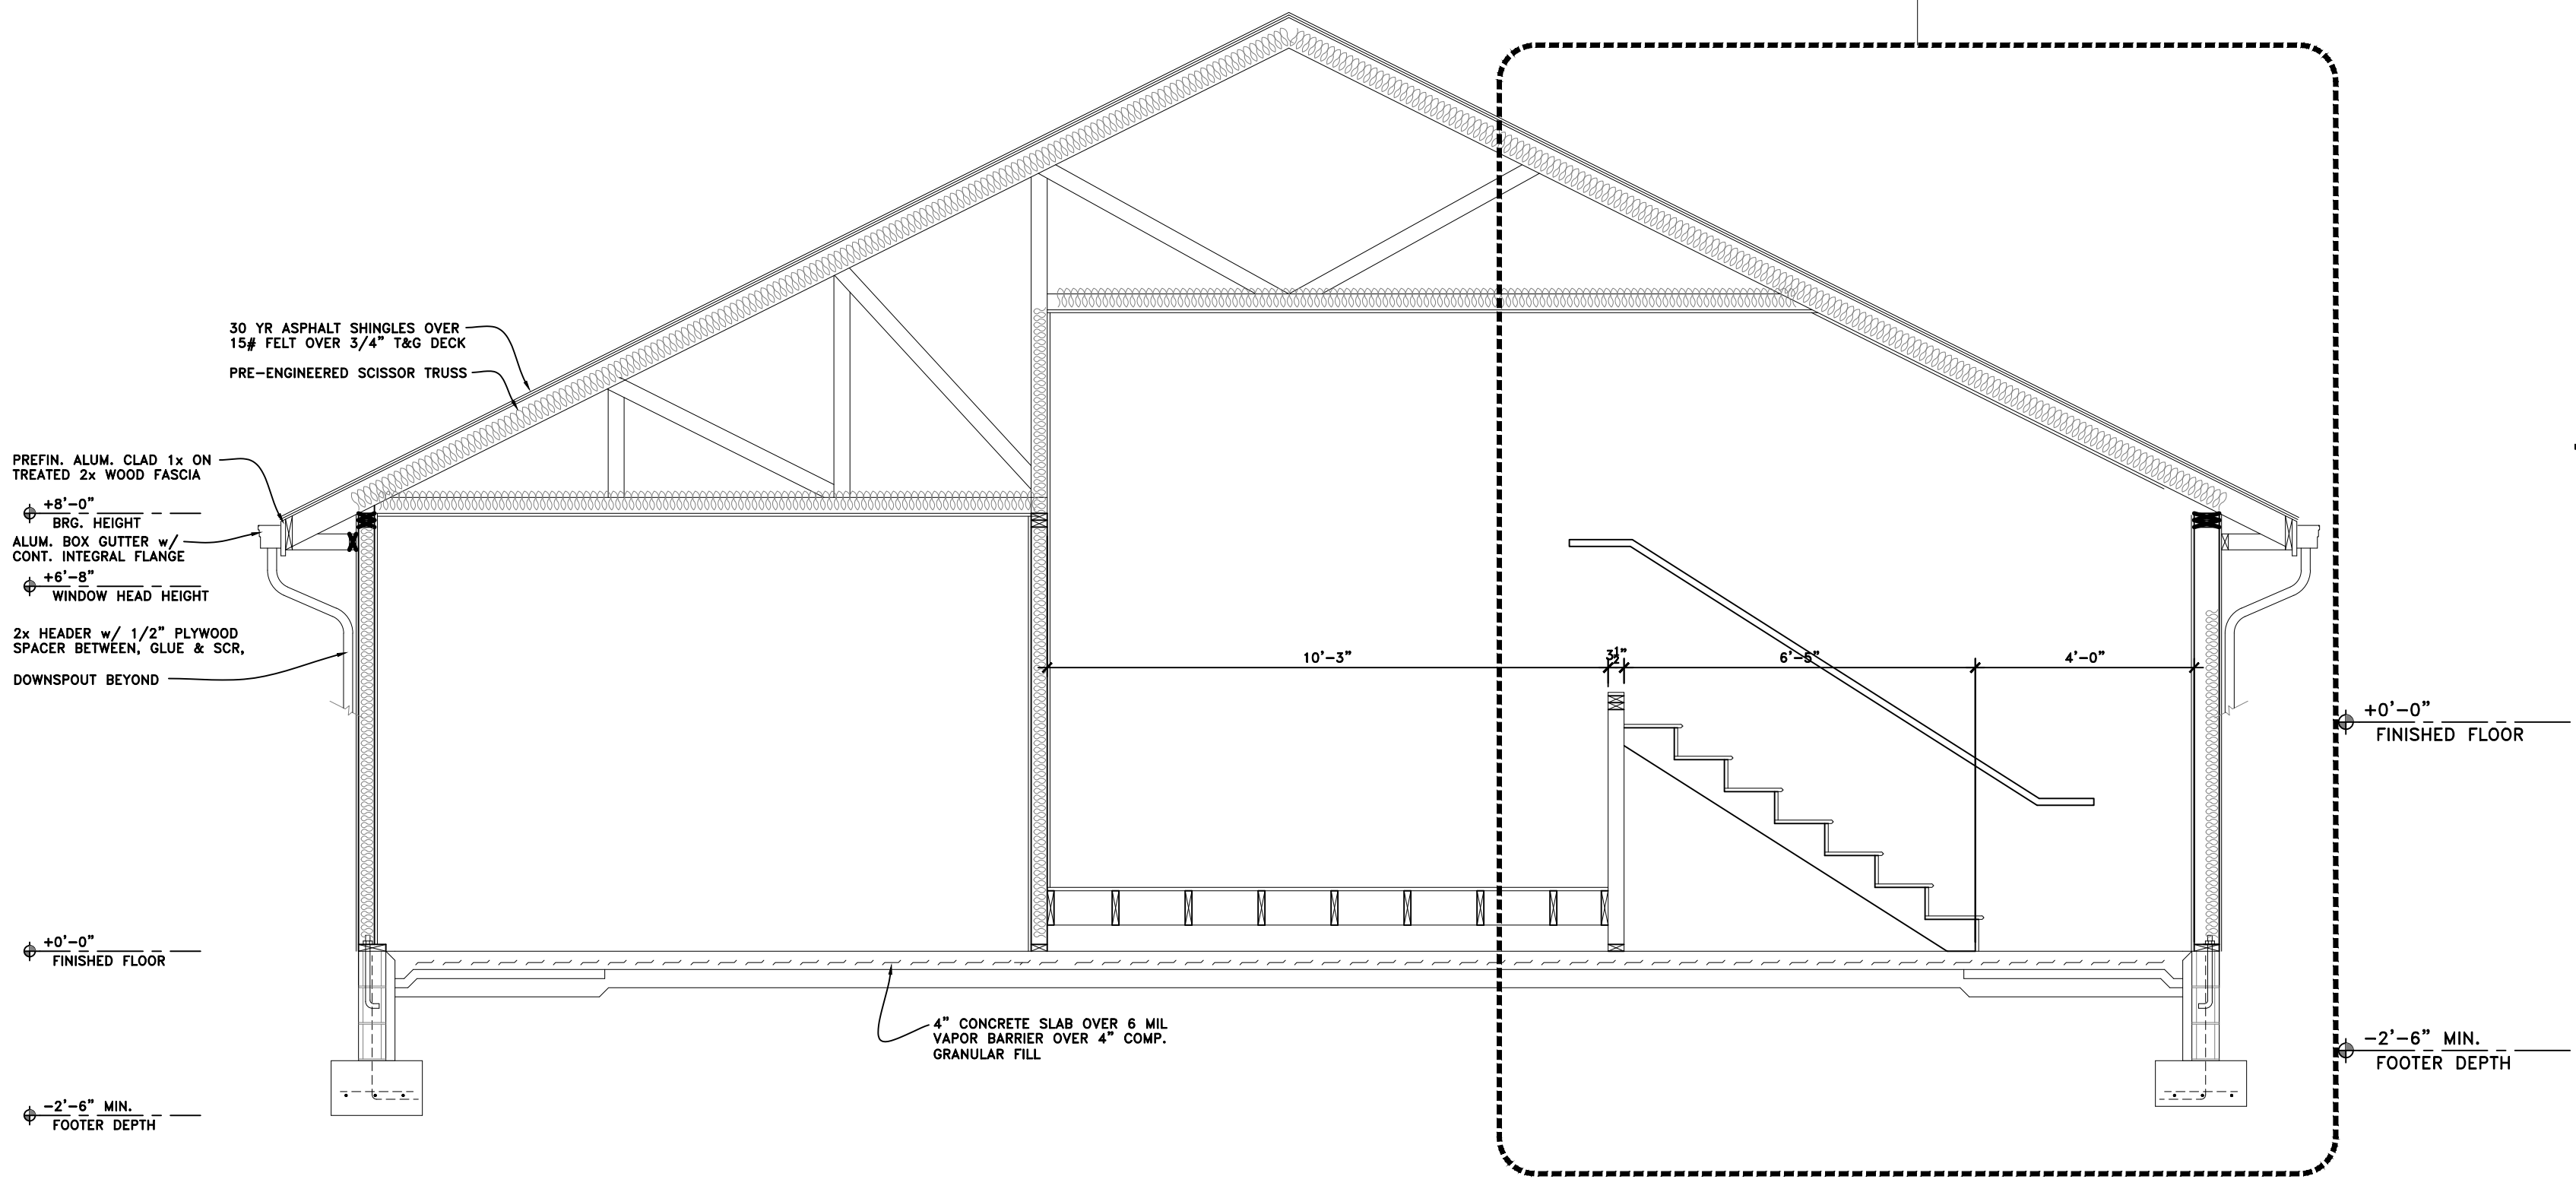 30 YR ASPHALT SHINGLES OVER
15# FELT OVER 3/4" T&G DECK
PRE-ENGINEERED SCISSOR TRUSS
PREFIN. ALUM. CLAD 1x ON
TREATED 2x WOOD FASCIA
+8'-0"
BRG. HEIGHT
ALUM. BOX GUTTER w/
CONT. INTEGRAL FLANGE
+6'-8"
WINDOW HEAD HEIGHT
2x HEADER w/ 1/2" PLYWOOD
SPACER BETWEEN, GLUE & SCR,
DOWNSPOUT BEYOND
10'-3"
3 1/2"
6'-5"
4'-0"
+0'-0"
FINISHED FLOOR
+0'-0"
FINISHED FLOOR
4" CONCRETE SLAB OVER 6 MIL
VAPOR BARRIER OVER 4" COMP.
GRANULAR FILL
-2'-6" MIN.
FOOTER DEPTH
-2'-6" MIN.
FOOTER DEPTH